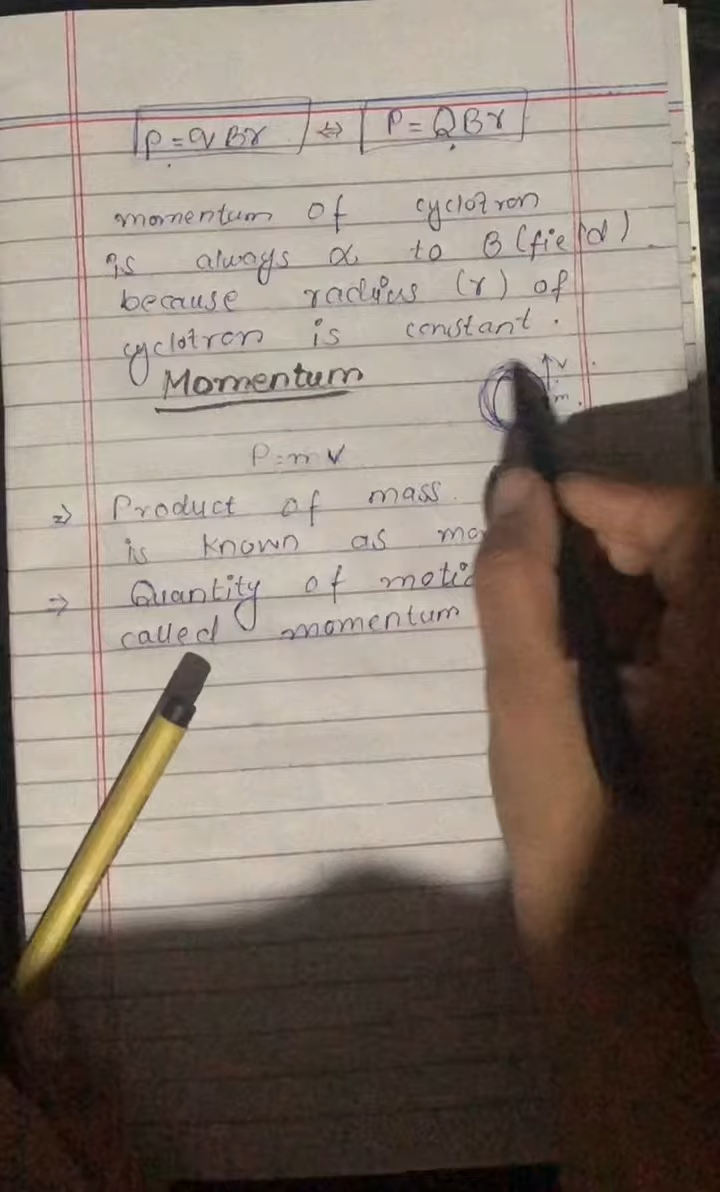 P = qBr ⇔ P = QBr
momentum of cyclotron
is always ∝ to B (field)
because radius (r) of
cyclotron is constant.
Momentum
v
m
P = mv
⇒ Product of mass
is known as
⇒ Quantity of
called momentum